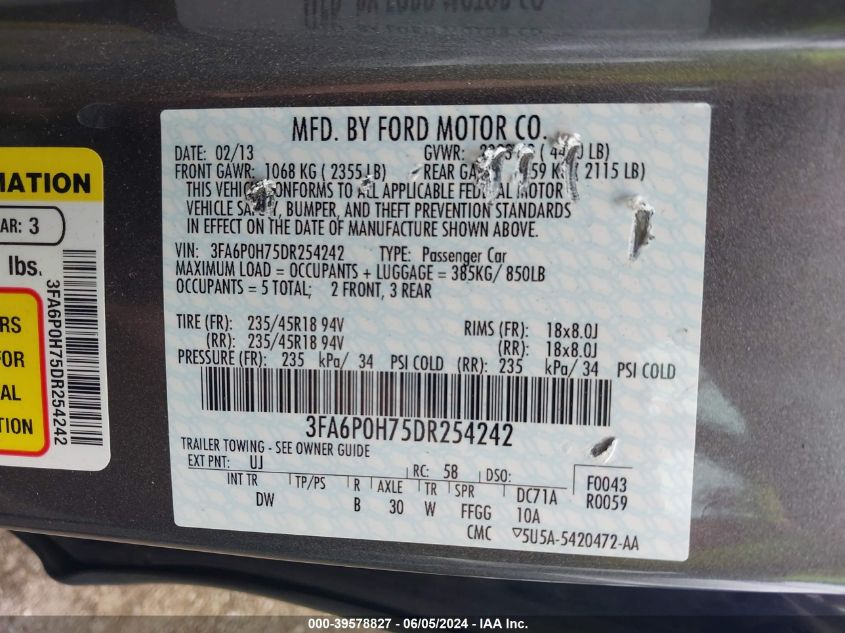 MFD. BY FORD MOTOR CO.
DATE: 02/13 GVWR: LB)
FRONT GAWR: 1068 KG ( 2355 LB) REAR ( 2115 LB)
THIS CONFORMS TO ALL APPLICABLE MOTOR
VEHICLE BUMPER, AND THEFT PREVENTION STANDARDS
IN EFFECT ON THE DATE OF MANUFACTURE SHOWN ABOVE.
VIN: 3FA6P0H75DR254242 TYPE: Passenger Car
MAXIMUM LOAD = OCCUPANTS + LUGGAGE = 385KG/ 850LB
OCCUPANTS = 5 TOTAL; 2 FRONT, 3 REAR
TIRE (FR): 235/45R18 94V RIMS (FR): 18x8.0J
(RR): 235/45R18 94V (RR): 18x8.0J
PRESSURE (FR): 235 kPa/ 34 PSI COLD (RR): 235 kPa/ 34 PSI COLD
3FA6P0H75DR254242
TRAILER TOWING - SEE OWNER GUIDE
EXT PNT: UJ RC: 58 DSO: F0043
INT TR TP/PS R AXLE TR SPR DC71A R0059
DW B 30 W FFGG 10A
CMC 5U5A-5420472-AA
MATION
AR: 3
lbs.
RS
FOR
AL
TION
3FA6P0H75DR254242
000-39578827 - 06/05/2024 - IAA Inc.